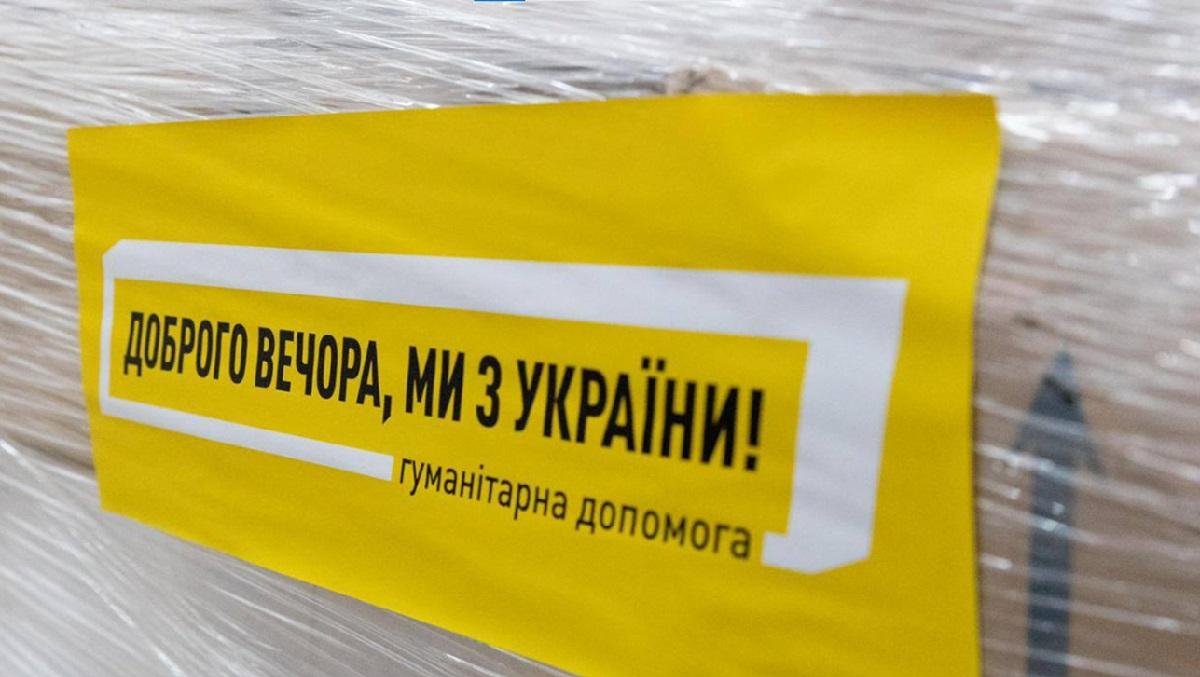 ДОБРОГО ВЕЧОРА, МИ З УКРАЇНИ!
гуманітарна допомога